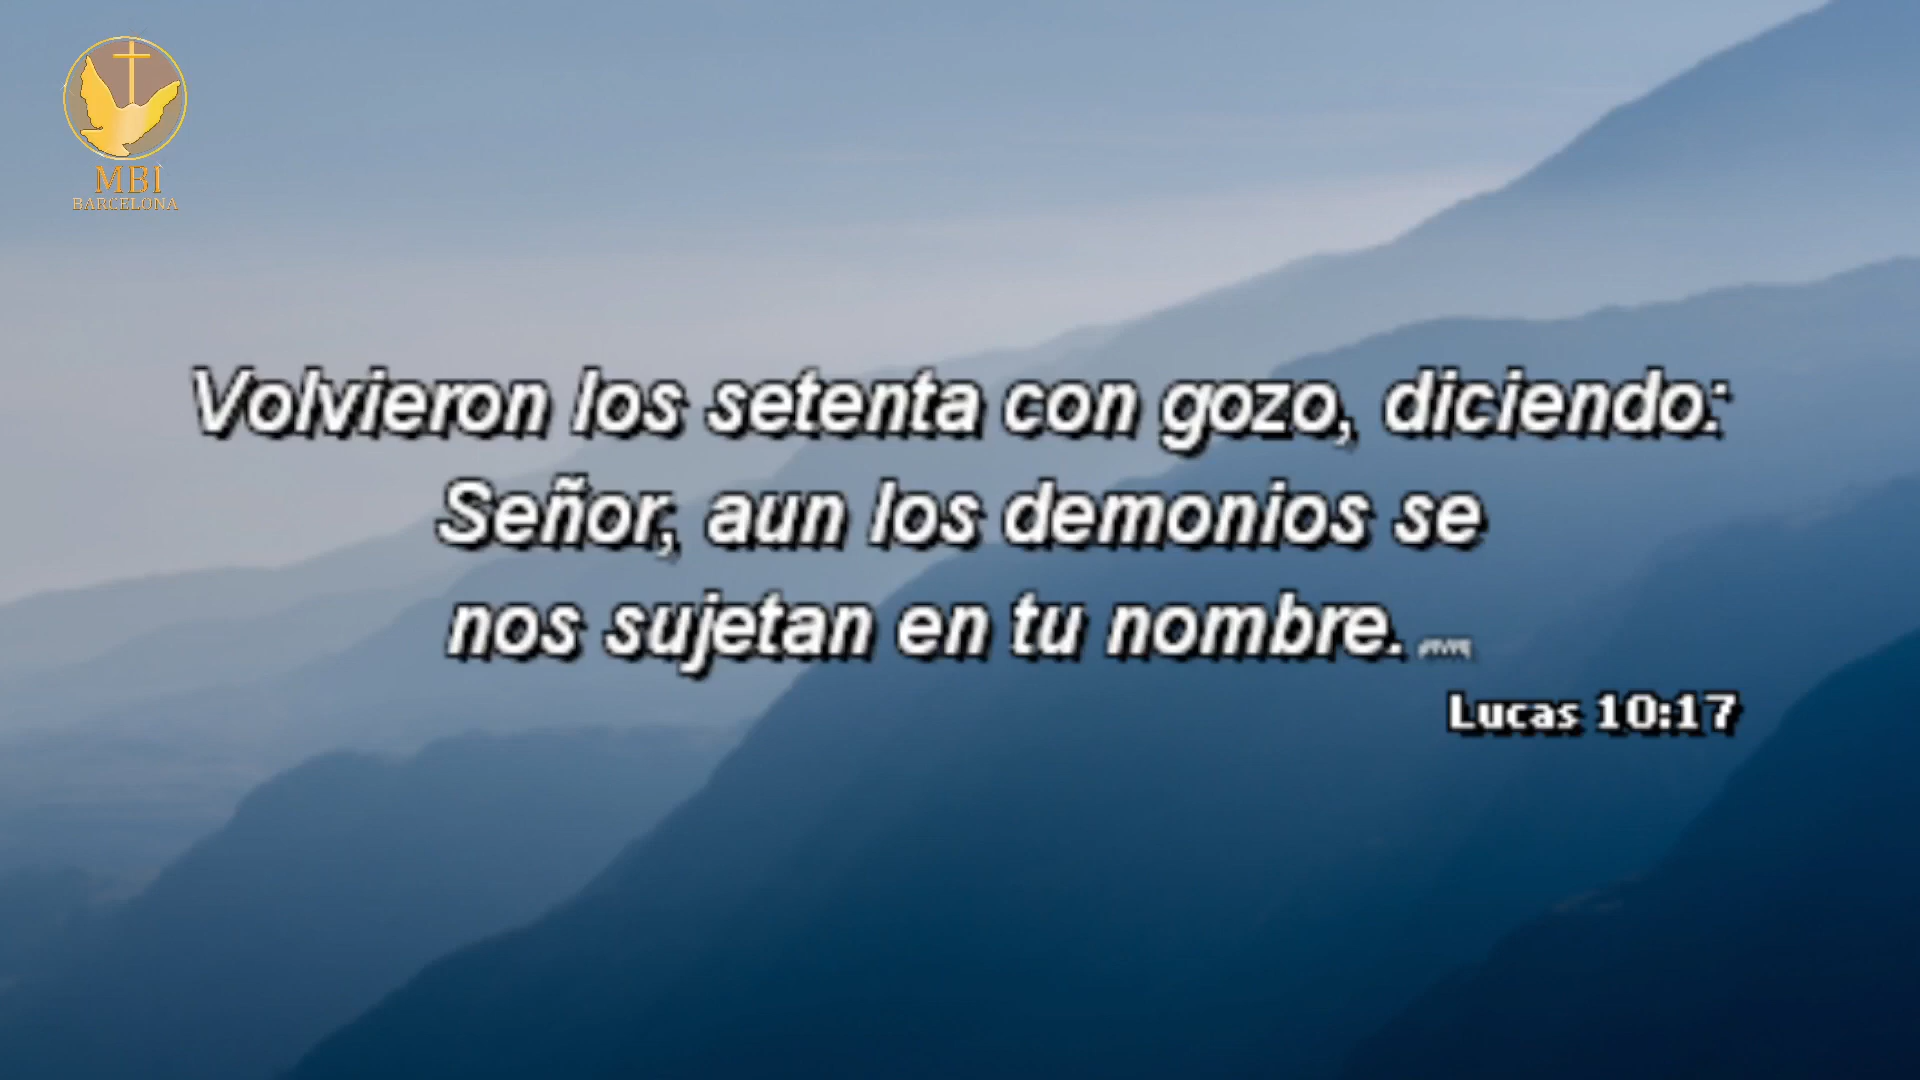 MBI
BARCELONA
Volvieron los setenta con gozo, diciendo:
Señor, aun los demonios se
nos sujetan en tu nombre.
Lucas 10:17